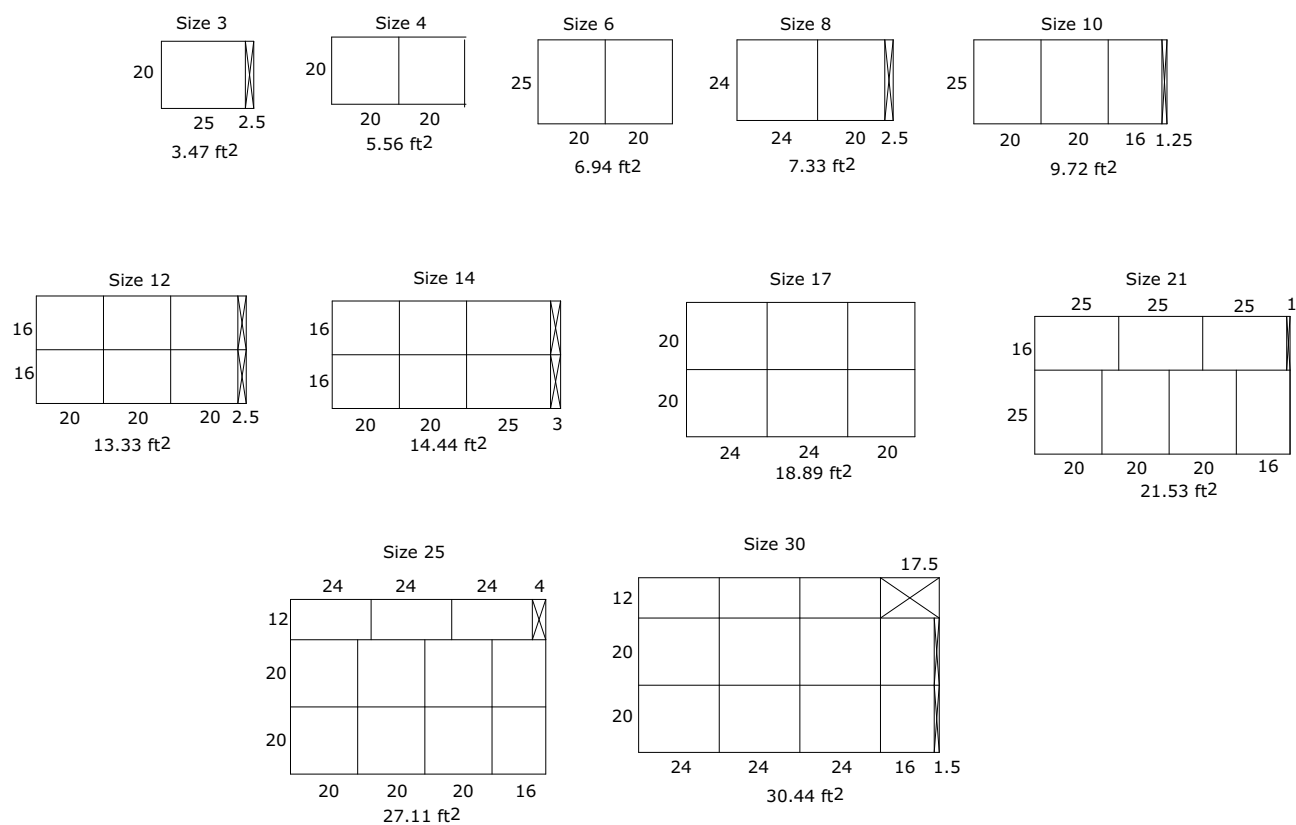 Size 3
20
25 2.5
3.47 ft2
Size 4
20
20 20
5.56 ft2
Size 6
25
20 20
6.94 ft2
Size 8
24
24 20 2.5
7.33 ft2
Size 10
25
20 20 16 1.25
9.72 ft2
Size 12
16
16
20 20 20 2.5
13.33 ft2
Size 14
16
16
20 20 25 3
14.44 ft2
Size 17
20
20
24 24 20
18.89 ft2
Size 21
25 25 25 1
16
25
20 20 20 16
21.53 ft2
Size 25
24 24 24 4
12
20
20
20 20 20 16
27.11 ft2
Size 30
17.5
12
20
20
24 24 24 16 1.5
30.44 ft2